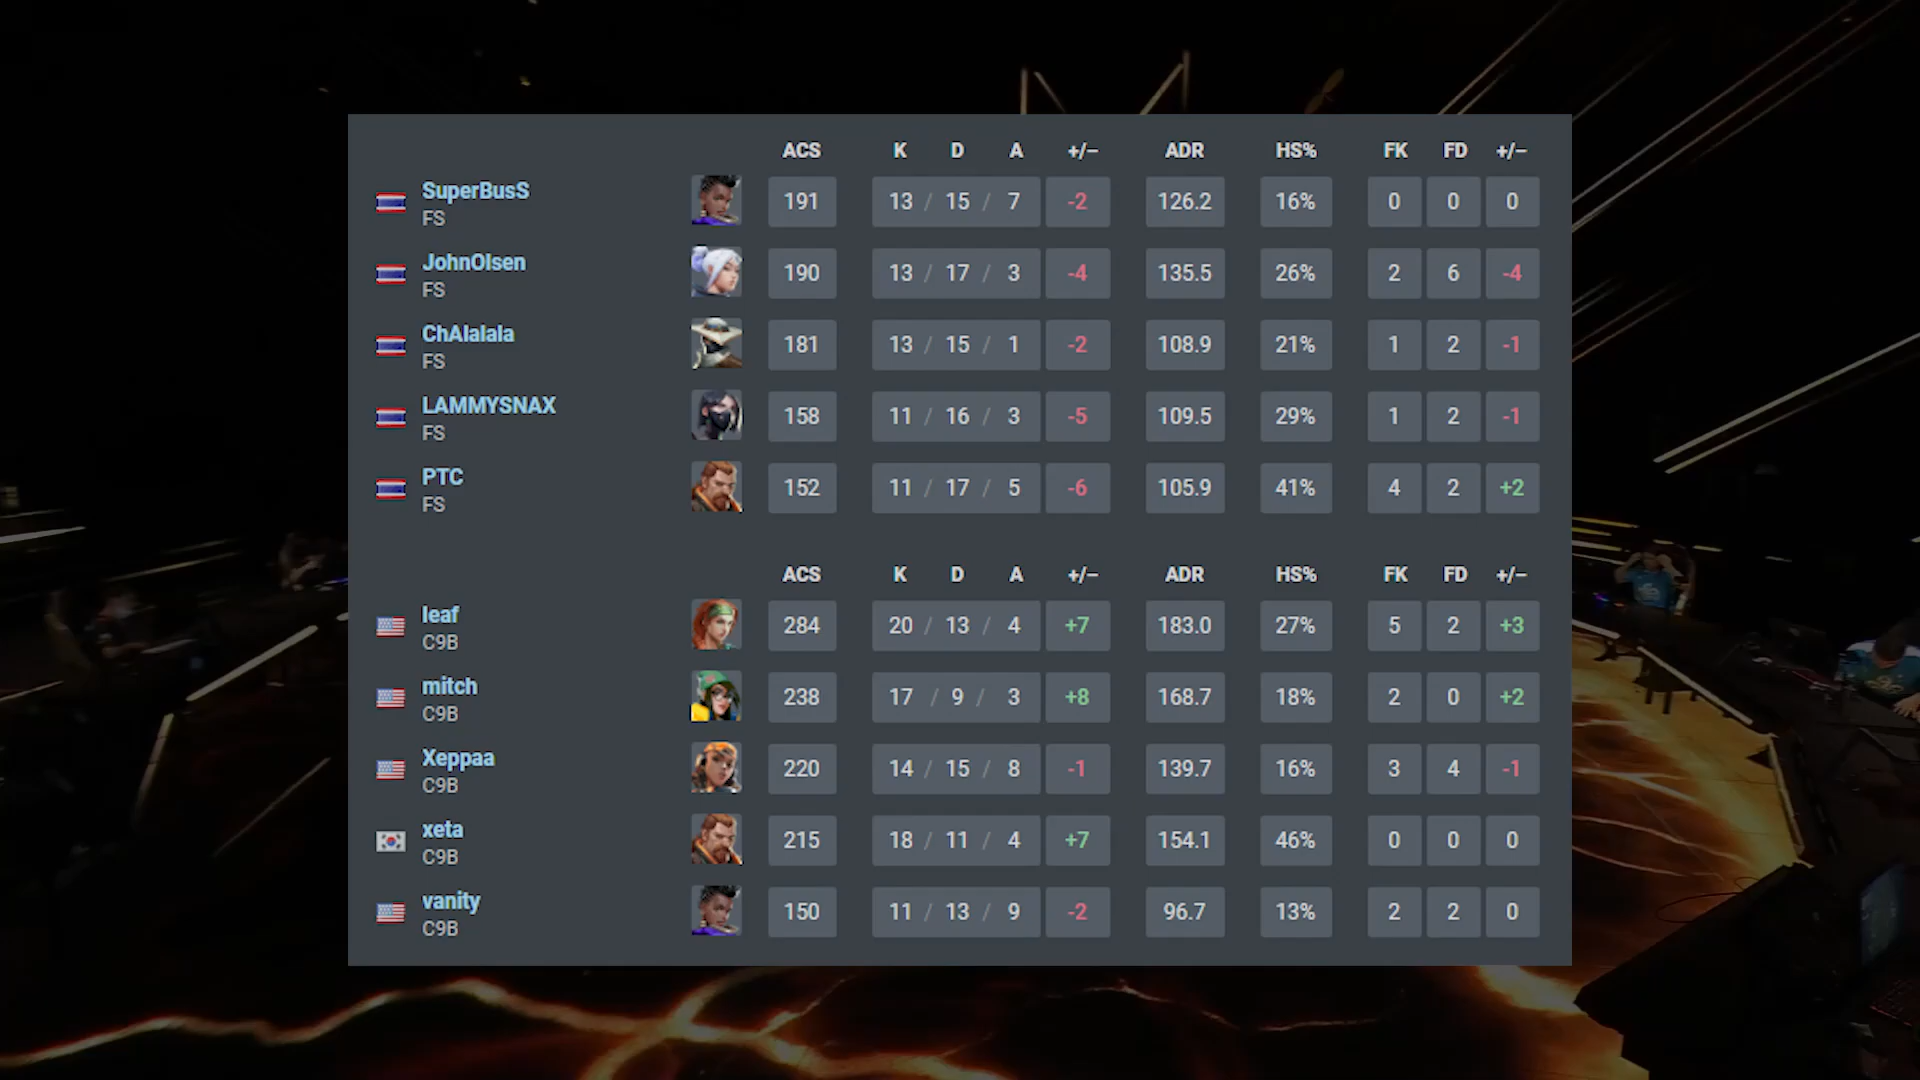 ACS K D A +/– ADR HS% FK FD +/–
SuperBusS
FS
191 13 / 15 / 7 -2 126.2 16% 0 0 0
JohnOlsen
FS
190 13 / 17 / 3 -4 135.5 26% 2 6 -4
ChAlalala
FS
181 13 / 15 / 1 -2 108.9 21% 1 2 -1
LAMMYSNAX
FS
158 11 / 16 / 3 -5 109.5 29% 1 2 -1
PTC
FS
152 11 / 17 / 5 -6 105.9 41% 4 2 +2
ACS K D A +/– ADR HS% FK FD +/–
leaf
C9B
284 20 / 13 / 4 +7 183.0 27% 5 2 +3
mitch
C9B
238 17 / 9 / 3 +8 168.7 18% 2 0 +2
Xeppaa
C9B
220 14 / 15 / 8 -1 139.7 16% 3 4 -1
xeta
C9B
215 18 / 11 / 4 +7 154.1 46% 0 0 0
vanity
C9B
150 11 / 13 / 9 -2 96.7 13% 2 2 0